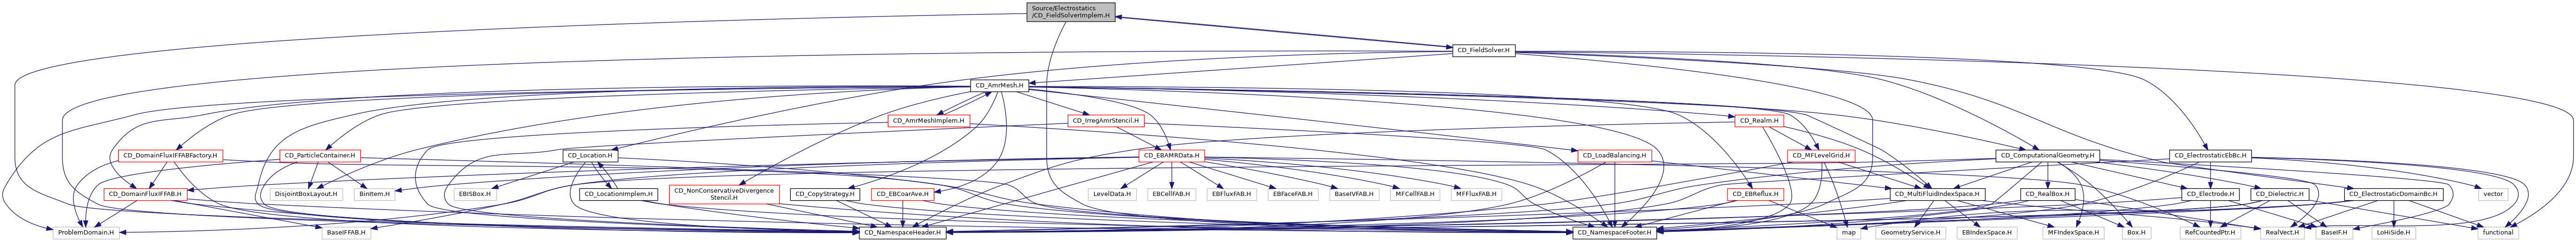 Source/Electrostatics
/CD_FieldSolverImplem.H
CD_FieldSolver.H
CD_AmrMesh.H
CD_AmrMeshImplem.H
CD_IrregAmrStencil.H
CD_Realm.H
CD_DomainFluxIFFABFactory.H
CD_ParticleContainer.H
CD_Location.H
CD_EBAMRData.H
CD_LoadBalancing.H
CD_MFLevelGrid.H
CD_ComputationalGeometry.H
CD_ElectrostaticEbBc.H
CD_DomainFluxIFFAB.H
DisjointBoxLayout.H
BinItem.H
EBISBox.H
CD_LocationImplem.H
CD_NonConservativeDivergence
Stencil.H
CD_CopyStrategy.H
CD_EBCoarAve.H
LevelData.H
EBCellFAB.H
EBFluxFAB.H
EBFaceFAB.H
BaseIVFAB.H
MFCellFAB.H
MFFluxFAB.H
CD_EBReflux.H
CD_MultiFluidIndexSpace.H
CD_RealBox.H
CD_Electrode.H
CD_Dielectric.H
CD_ElectrostaticDomainBc.H
vector
ProblemDomain.H
BaseIFFAB.H
CD_NamespaceHeader.H
CD_NamespaceFooter.H
map
GeometryService.H
EBIndexSpace.H
MFIndexSpace.H
Box.H
RefCountedPtr.H
RealVect.H
BaseIF.H
LoHiSide.H
functional